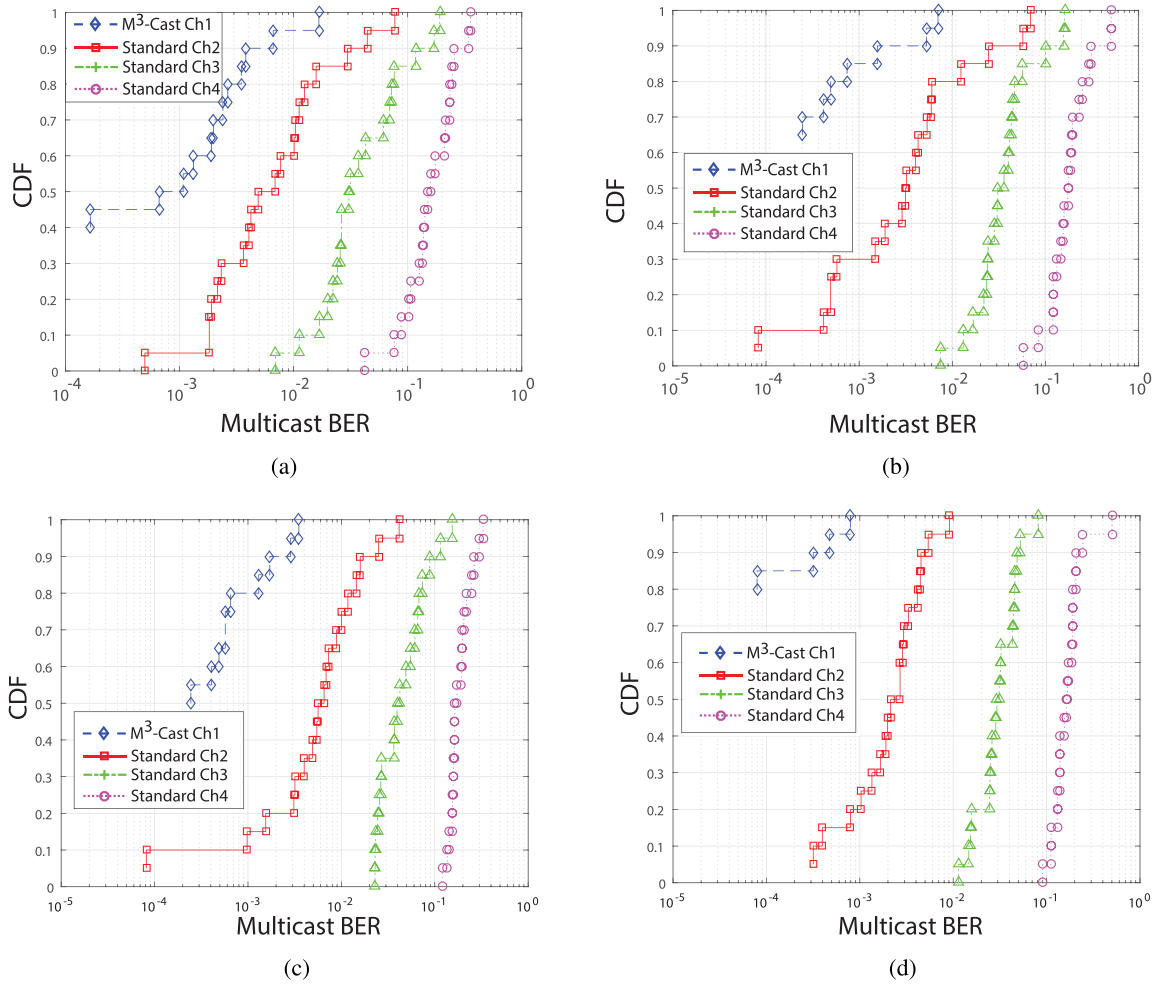 M³-Cast Ch1
Standard Ch2
Standard Ch3
Standard Ch4
CDF
1
0.9
0.8
0.7
0.6
0.5
0.4
0.3
0.2
0.1
0
10⁻⁴ 10⁻³ 10⁻² 10⁻¹ 10⁰
Multicast BER
(a)
CDF
1
0.9
0.8
0.7
0.6
0.5
0.4
0.3
0.2
0.1
0
M³-Cast Ch1
Standard Ch2
Standard Ch3
Standard Ch4
10⁻⁵ 10⁻⁴ 10⁻³ 10⁻² 10⁻¹ 10⁰
Multicast BER
(b)
CDF
1
0.9
0.8
0.7
0.6
0.5
0.4
0.3
0.2
0.1
0
M³-Cast Ch1
Standard Ch2
Standard Ch3
Standard Ch4
10⁻⁵ 10⁻⁴ 10⁻³ 10⁻² 10⁻¹ 10⁰
Multicast BER
(c)
CDF
1
0.9
0.8
0.7
0.6
0.5
0.4
0.3
0.2
0.1
0
M³-Cast Ch1
Standard Ch2
Standard Ch3
Standard Ch4
10⁻⁵ 10⁻⁴ 10⁻³ 10⁻² 10⁻¹ 10⁰
Multicast BER
(d)